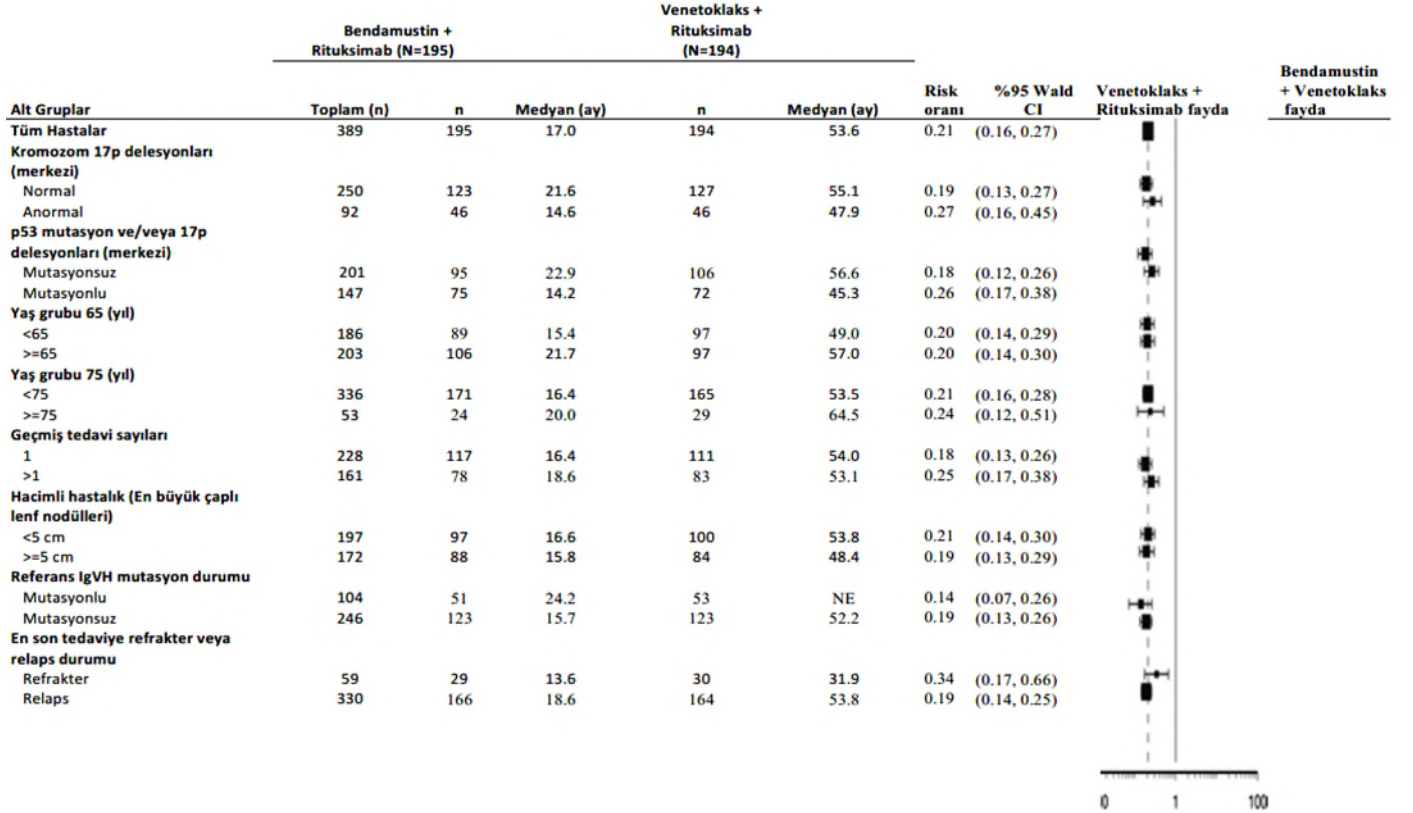 Bendamustin + Rituksimab (N=195) Venetoklaks + Rituksimab (N=194)
Alt Gruplar Toplam (n) n Medyan (ay) n Medyan (ay) Risk oranı %95 Wald CI Venetoklaks + Rituksimab fayda Bendamustin + Venetoklaks fayda
Tüm Hastalar 389 195 17.0 194 53.6 0.21 (0.16, 0.27)
Kromozom 17p delesyonları
(merkezi)
Normal 250 123 21.6 127 55.1 0.19 (0.13, 0.27)
Anormal 92 46 14.6 46 47.9 0.27 (0.16, 0.45)
p53 mutasyon ve/veya 17p
delesyonları (merkezi)
Mutasyonsuz 201 95 22.9 106 56.6 0.18 (0.12, 0.26)
Mutasyonlu 147 75 14.2 72 45.3 0.26 (0.17, 0.38)
Yaş grubu 65 (yıl)
<65 186 89 15.4 97 49.0 0.20 (0.14, 0.29)
>=65 203 106 21.7 97 57.0 0.20 (0.14, 0.30)
Yaş grubu 75 (yıl)
<75 336 171 16.4 165 53.5 0.21 (0.16, 0.28)
>=75 53 24 20.0 29 64.5 0.24 (0.12, 0.51)
Geçmiş tedavi sayıları
1 228 117 16.4 111 54.0 0.18 (0.13, 0.26)
>1 161 78 18.6 83 53.1 0.25 (0.17, 0.38)
Hacimli hastalık (En büyük çaplı
lenf nodülleri)
<5 cm 197 97 16.6 100 53.8 0.21 (0.14, 0.30)
>=5 cm 172 88 15.8 84 48.4 0.19 (0.13, 0.29)
Referans IgVH mutasyon durumu
Mutasyonlu 104 51 24.2 53 NE 0.14 (0.07, 0.26)
Mutasyonsuz 246 123 15.7 123 52.2 0.19 (0.13, 0.26)
En son tedaviye refrakter veya
relaps durumu
Refrakter 59 29 13.6 30 31.9 0.34 (0.17, 0.66)
Relaps 330 166 18.6 164 53.8 0.19 (0.14, 0.25)
0 1 100